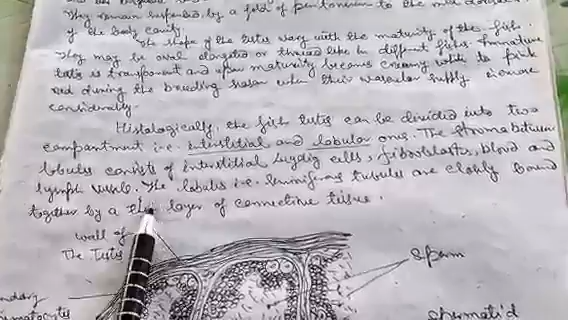 They remain suspended by a fold of peritoneum to the mid dorsal
of the body cavity.
The shape of the testis vary with the maturity of the fish.
They may be oval elongated or thread like in different fishes. Immature
testis is transparent and upon maturity becomes creamy white to pink
red during the breeding season when their vascular supply
considerably.
Histologically, the fish testis can be divided into two
compartment i.e. interstitial and lobular ones. The stroma between
lobules consists of interstitial Leydig cells, fibroblasts, blood and
lymph vessels. The lobules i.e. seminiferous tubules are closely bound
together by a layer of connective tissue.
wall of
The Testis
Sperm
Spermatid